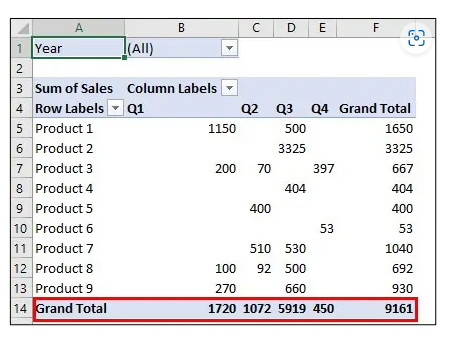 A B C D E F
1 Year (All)
2
3 Sum of Sales Column Labels
4 Row Labels Q1 Q2 Q3 Q4 Grand Total
5 Product 1 1150 500 1650
6 Product 2 3325 3325
7 Product 3 200 70 397 667
8 Product 4 404 404
9 Product 5 400 400
10 Product 6 53 53
11 Product 7 510 530 1040
12 Product 8 100 92 500 692
13 Product 9 270 660 930
14 Grand Total 1720 1072 5919 450 9161